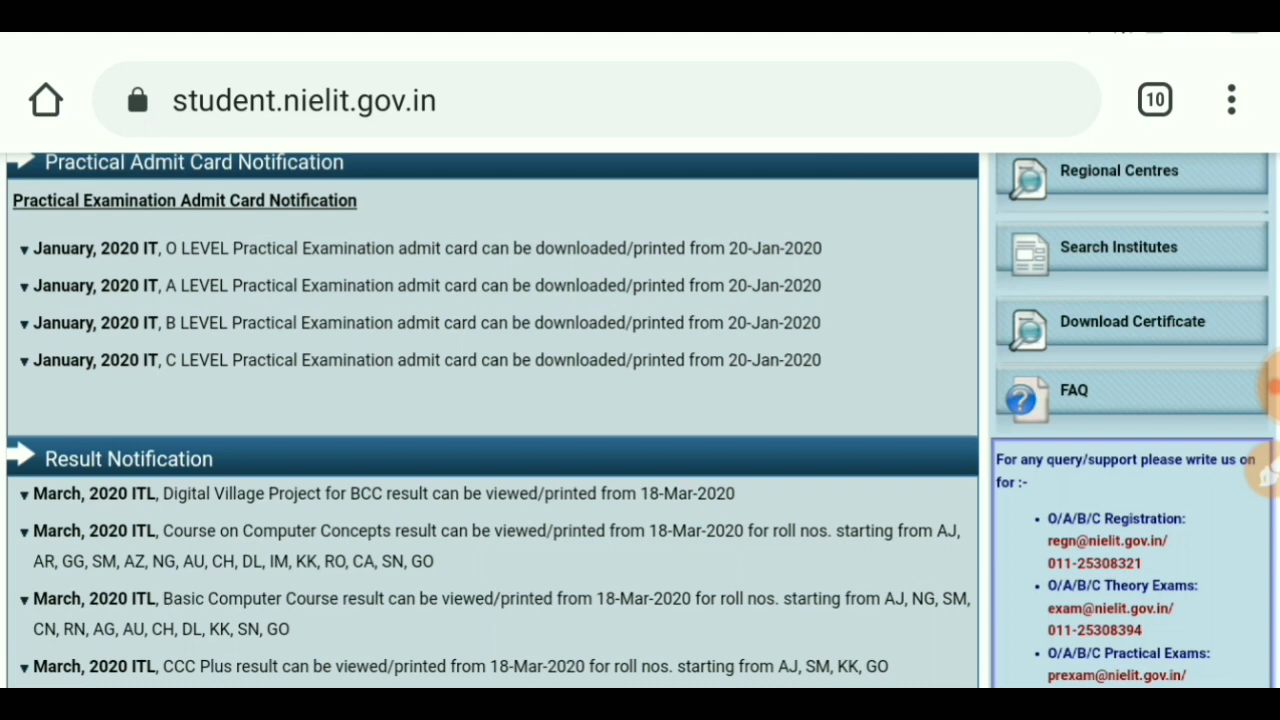 student.nielit.gov.in
10
Practical Admit Card Notification
Practical Examination Admit Card Notification
January, 2020 IT, O LEVEL Practical Examination admit card can be downloaded/printed from 20-Jan-2020
January, 2020 IT, A LEVEL Practical Examination admit card can be downloaded/printed from 20-Jan-2020
January, 2020 IT, B LEVEL Practical Examination admit card can be downloaded/printed from 20-Jan-2020
January, 2020 IT, C LEVEL Practical Examination admit card can be downloaded/printed from 20-Jan-2020
Result Notification
March, 2020 ITL, Digital Village Project for BCC result can be viewed/printed from 18-Mar-2020
March, 2020 ITL, Course on Computer Concepts result can be viewed/printed from 18-Mar-2020 for roll nos. starting from AJ,
AR, GG, SM, AZ, NG, AU, CH, DL, IM, KK, RO, CA, SN, GO
March, 2020 ITL, Basic Computer Course result can be viewed/printed from 18-Mar-2020 for roll nos. starting from AJ, NG, SM,
CN, RN, AG, AU, CH, DL, KK, SN, GO
March, 2020 ITL, CCC Plus result can be viewed/printed from 18-Mar-2020 for roll nos. starting from AJ, SM, KK, GO
Regional Centres
Search Institutes
Download Certificate
FAQ
For any query/support please write us on
for :-
• O/A/B/C Registration:
regn@nielit.gov.in/
011-25308321
• O/A/B/C Theory Exams:
exam@nielit.gov.in/
011-25308394
• O/A/B/C Practical Exams:
prexam@nielit.gov.in/